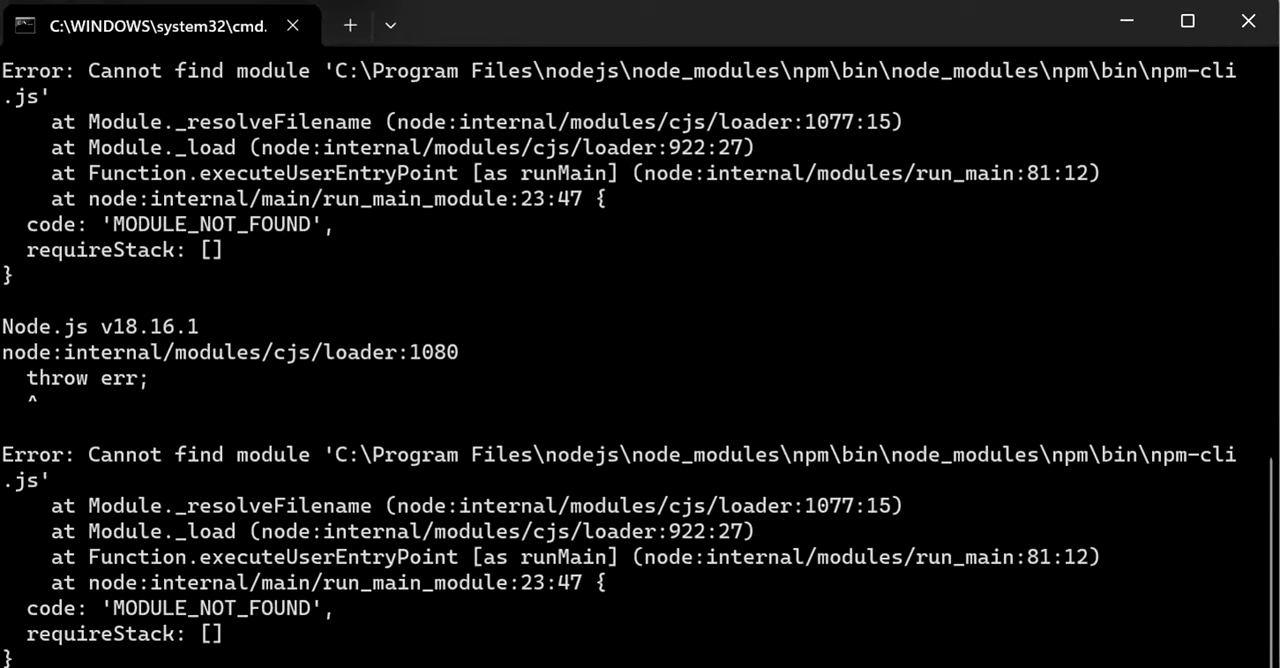 C:\WINDOWS\system32\cmd.
Error: Cannot find module 'C:\Program Files\nodejs\node_modules\npm\bin\node_modules\npm\bin\npm-cli
.js'
    at Module._resolveFilename (node:internal/modules/cjs/loader:1077:15)
    at Module._load (node:internal/modules/cjs/loader:922:27)
    at Function.executeUserEntryPoint [as runMain] (node:internal/modules/run_main:81:12)
    at node:internal/main/run_main_module:23:47 {
  code: 'MODULE_NOT_FOUND',
  requireStack: []
}
Node.js v18.16.1
node:internal/modules/cjs/loader:1080
  throw err;
  ^
Error: Cannot find module 'C:\Program Files\nodejs\node_modules\npm\bin\node_modules\npm\bin\npm-cli
.js'
    at Module._resolveFilename (node:internal/modules/cjs/loader:1077:15)
    at Module._load (node:internal/modules/cjs/loader:922:27)
    at Function.executeUserEntryPoint [as runMain] (node:internal/modules/run_main:81:12)
    at node:internal/main/run_main_module:23:47 {
  code: 'MODULE_NOT_FOUND',
  requireStack: []
}